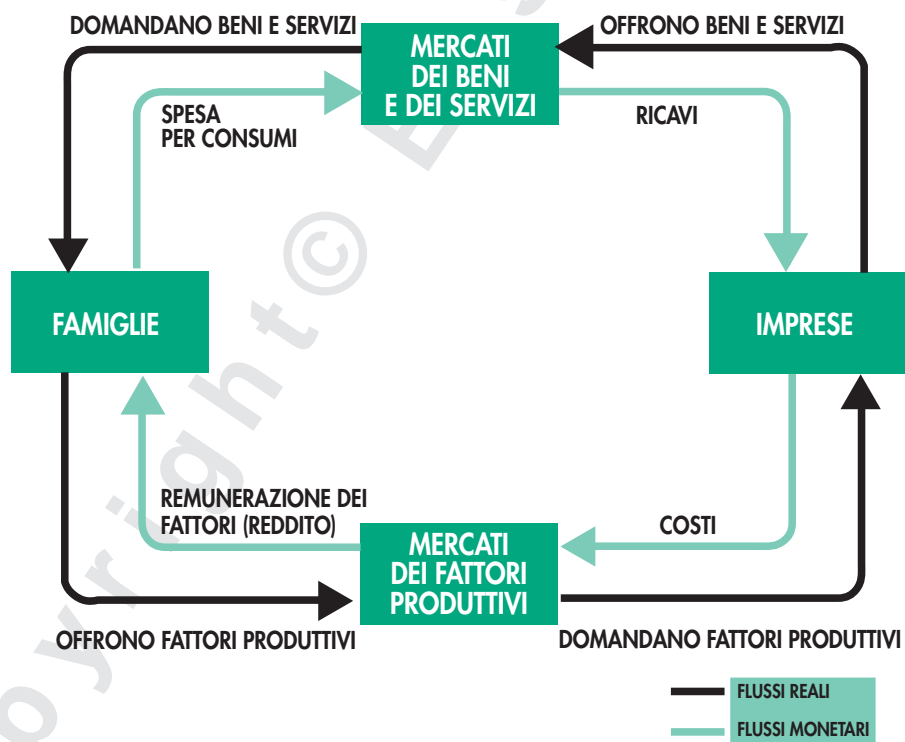 DOMANDANO BENI E SERVIZI
OFFRONO BENI E SERVIZI
MERCATI
DEI BENI
E DEI SERVIZI
SPESA
PER CONSUMI
RICAVI
FAMIGLIE
IMPRESE
REMUNERAZIONE DEI
FATTORI (REDDITO)
COSTI
MERCATI
DEI FATTORI
PRODUTTIVI
OFFRONO FATTORI PRODUTTIVI
DOMANDANO FATTORI PRODUTTIVI
FLUSSI REALI
FLUSSI MONETARI
opyright©